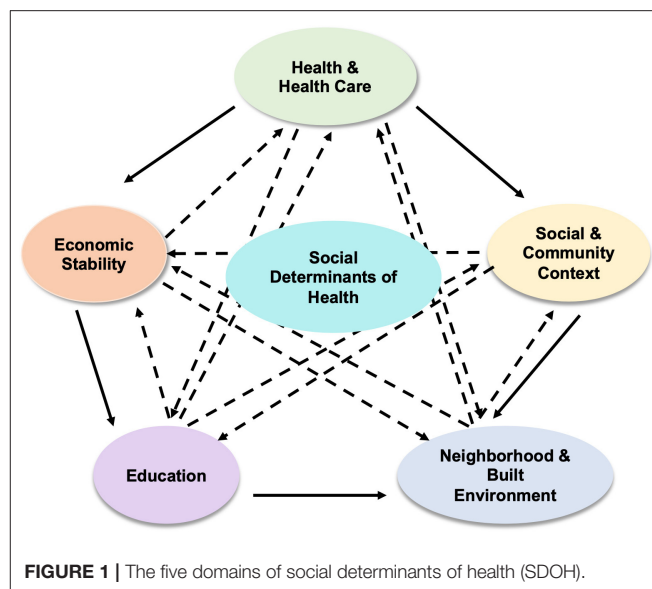 Health &
Health Care
Economic
Stability
Social
Determinants of
Health
Social &
Community
Context
Education
Neighborhood &
Built
Environment
FIGURE 1 | The five domains of social determinants of health (SDOH).